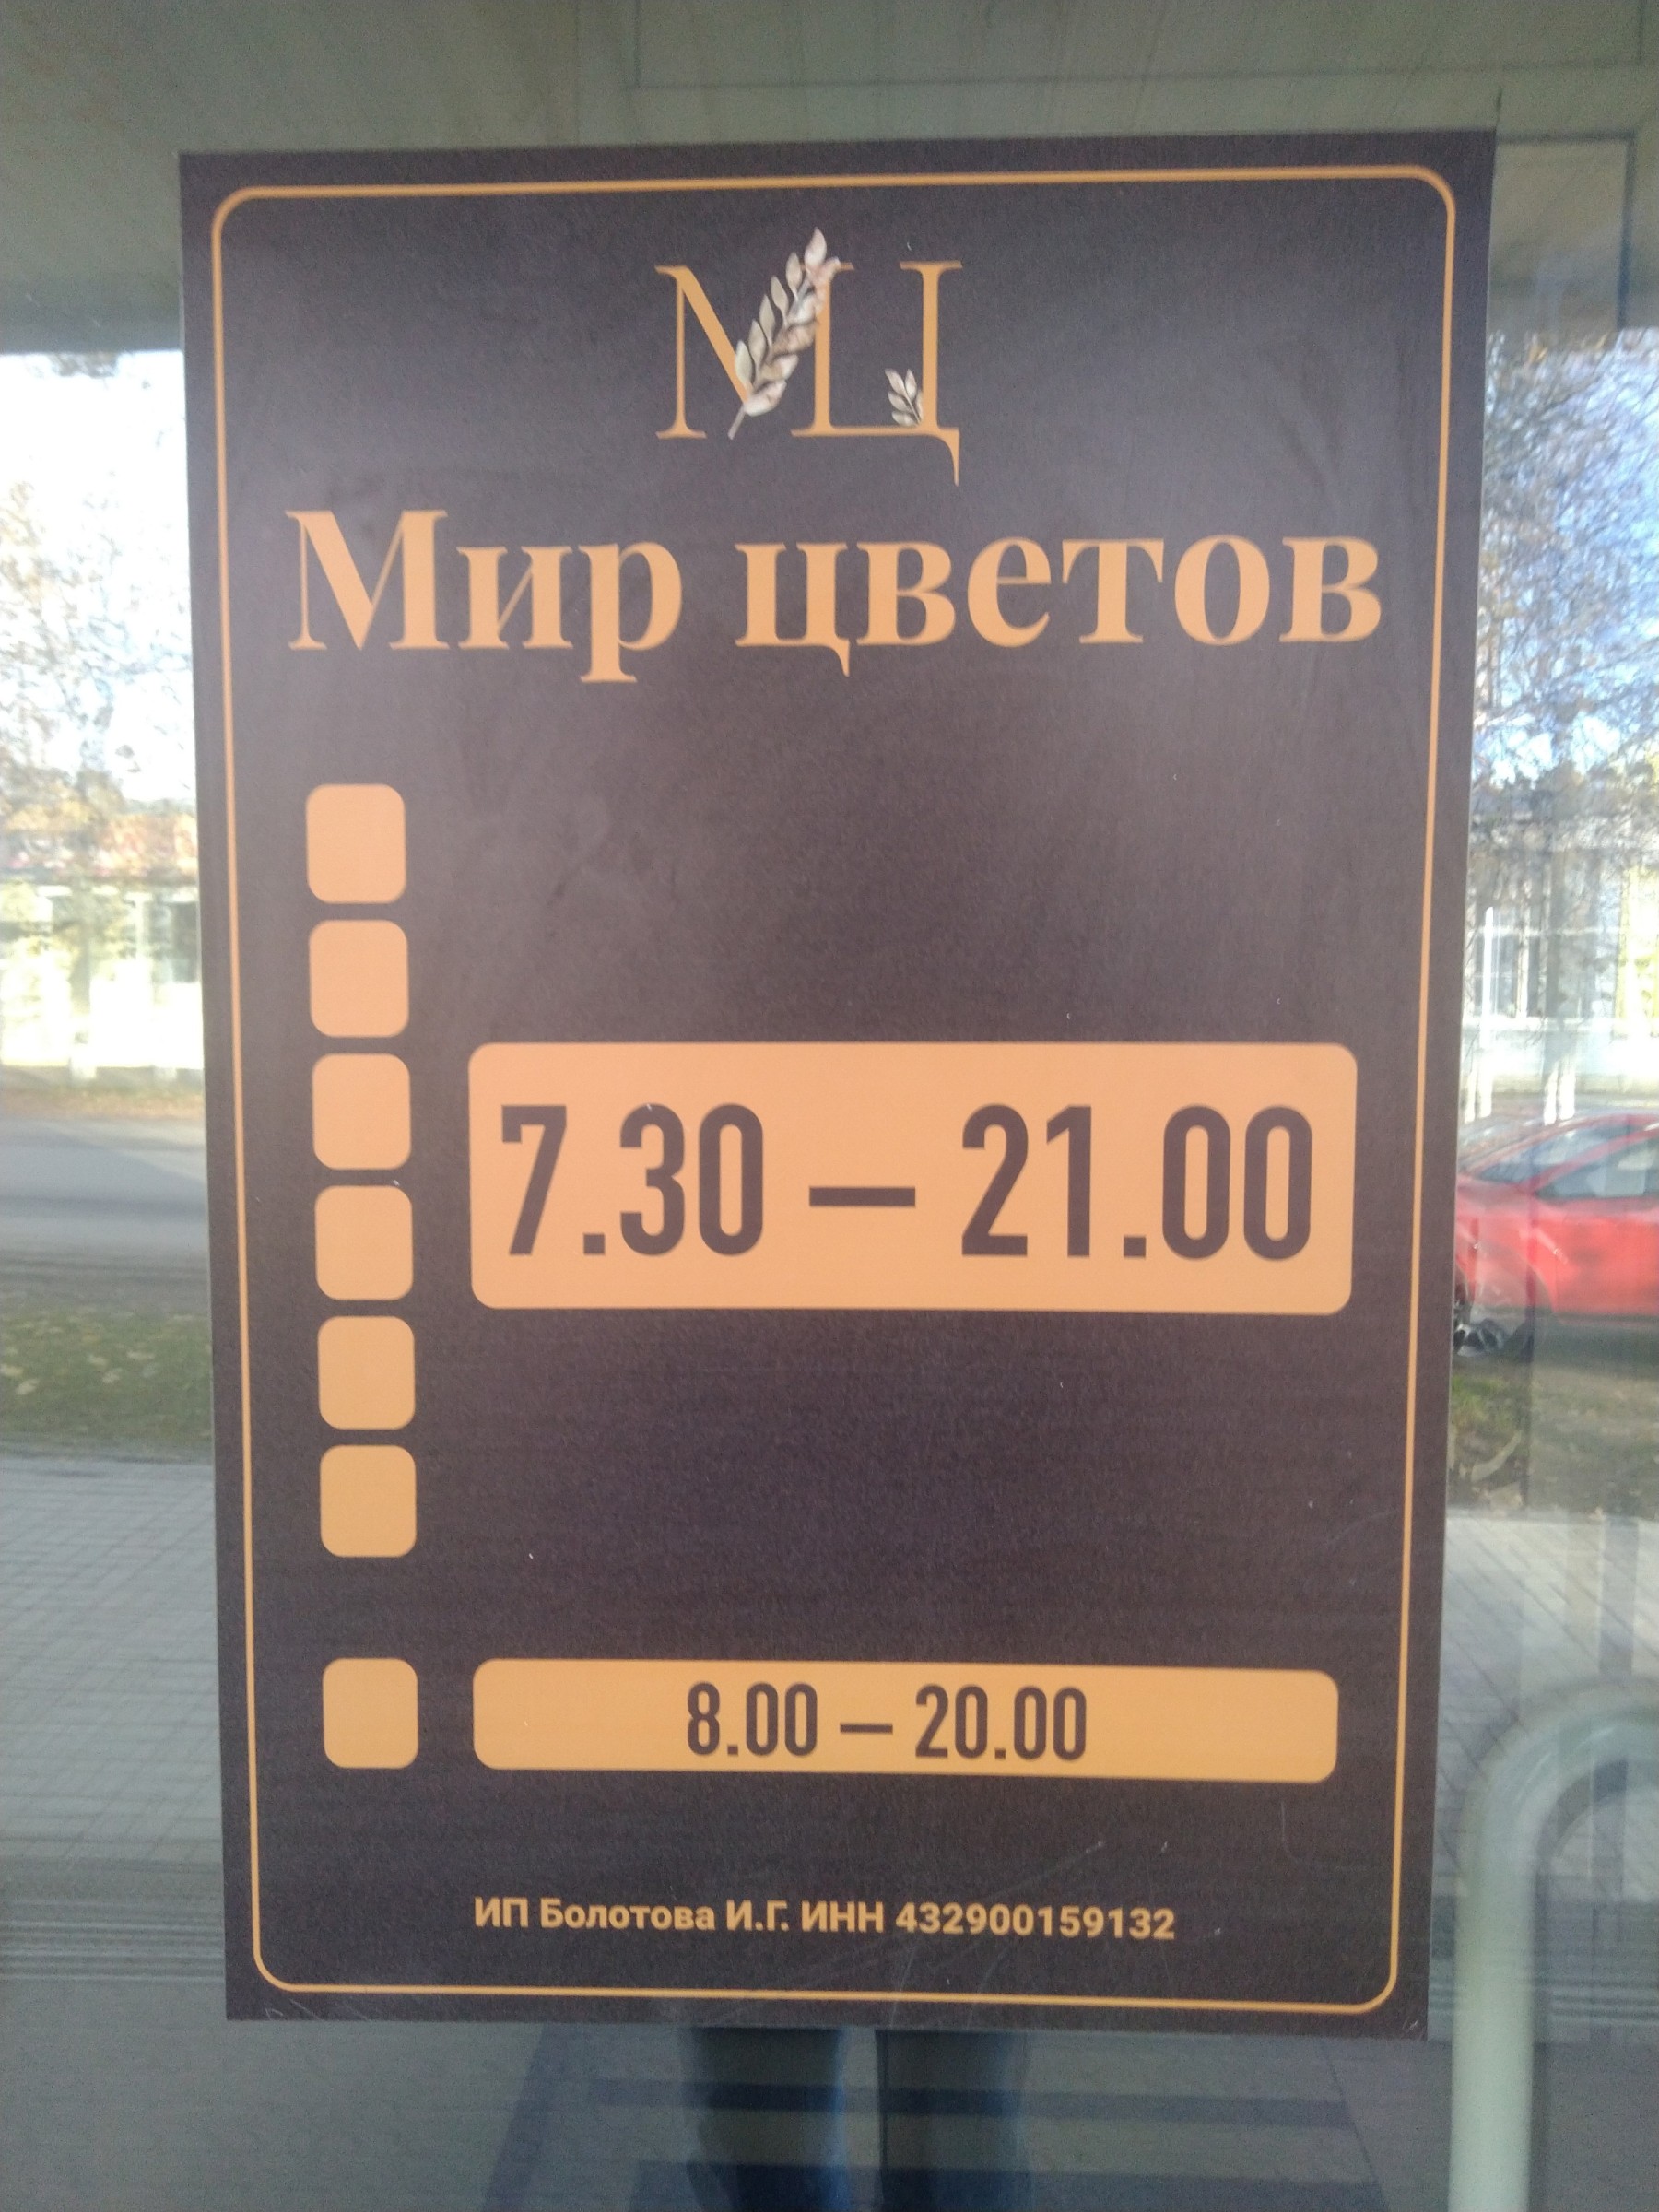 МЦ
Мир цветов
7.30 – 21.00
8.00 – 20.00
ИП Болотова И.Г. ИНН 432900159132